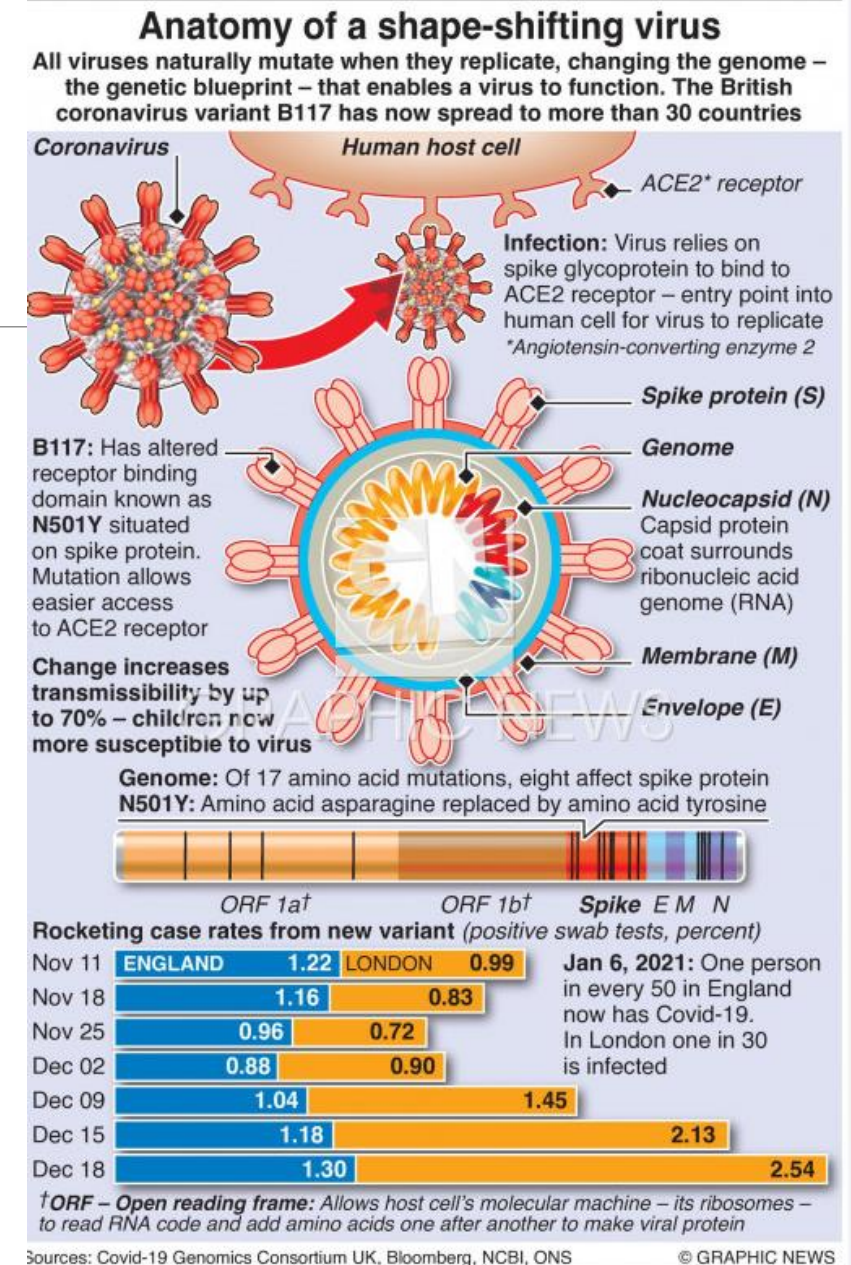 Anatomy of a shape-shifting virus
All viruses naturally mutate when they replicate, changing the genome –
the genetic blueprint – that enables a virus to function. The British
coronavirus variant B117 has now spread to more than 30 countries
Coronavirus
Human host cell
ACE2* receptor
Infection: Virus relies on
spike glycoprotein to bind to
ACE2 receptor – entry point into
human cell for virus to replicate
*Angiotensin-converting enzyme 2
Spike protein (S)
B117: Has altered
receptor binding
domain known as
N501Y situated
on spike protein.
Mutation allows
easier access
to ACE2 receptor
Genome
Nucleocapsid (N)
Capsid protein
coat surrounds
ribonucleic acid
genome (RNA)
Membrane (M)
Envelope (E)
Change increases
transmissibility by up
to 70% – children now
more susceptible to virus
GN
© GRAPHIC NEWS
Genome: Of 17 amino acid mutations, eight affect spike protein
N501Y: Amino acid asparagine replaced by amino acid tyrosine
ORF 1a† ORF 1b† Spike E M N
Rocketing case rates from new variant (positive swab tests, percent)
Nov 11 ENGLAND 1.22 LONDON 0.99
Nov 18 1.16 0.83
Nov 25 0.96 0.72
Dec 02 0.88 0.90
Dec 09 1.04 1.45
Dec 15 1.18 2.13
Dec 18 1.30 2.54
Jan 6, 2021: One person
in every 50 in England
now has Covid-19.
In London one in 30
is infected
†ORF – Open reading frame: Allows host cell's molecular machine – its ribosomes –
to read RNA code and add amino acids one after another to make viral protein
Sources: Covid-19 Genomics Consortium UK, Bloomberg, NCBI, ONS
© GRAPHIC NEWS